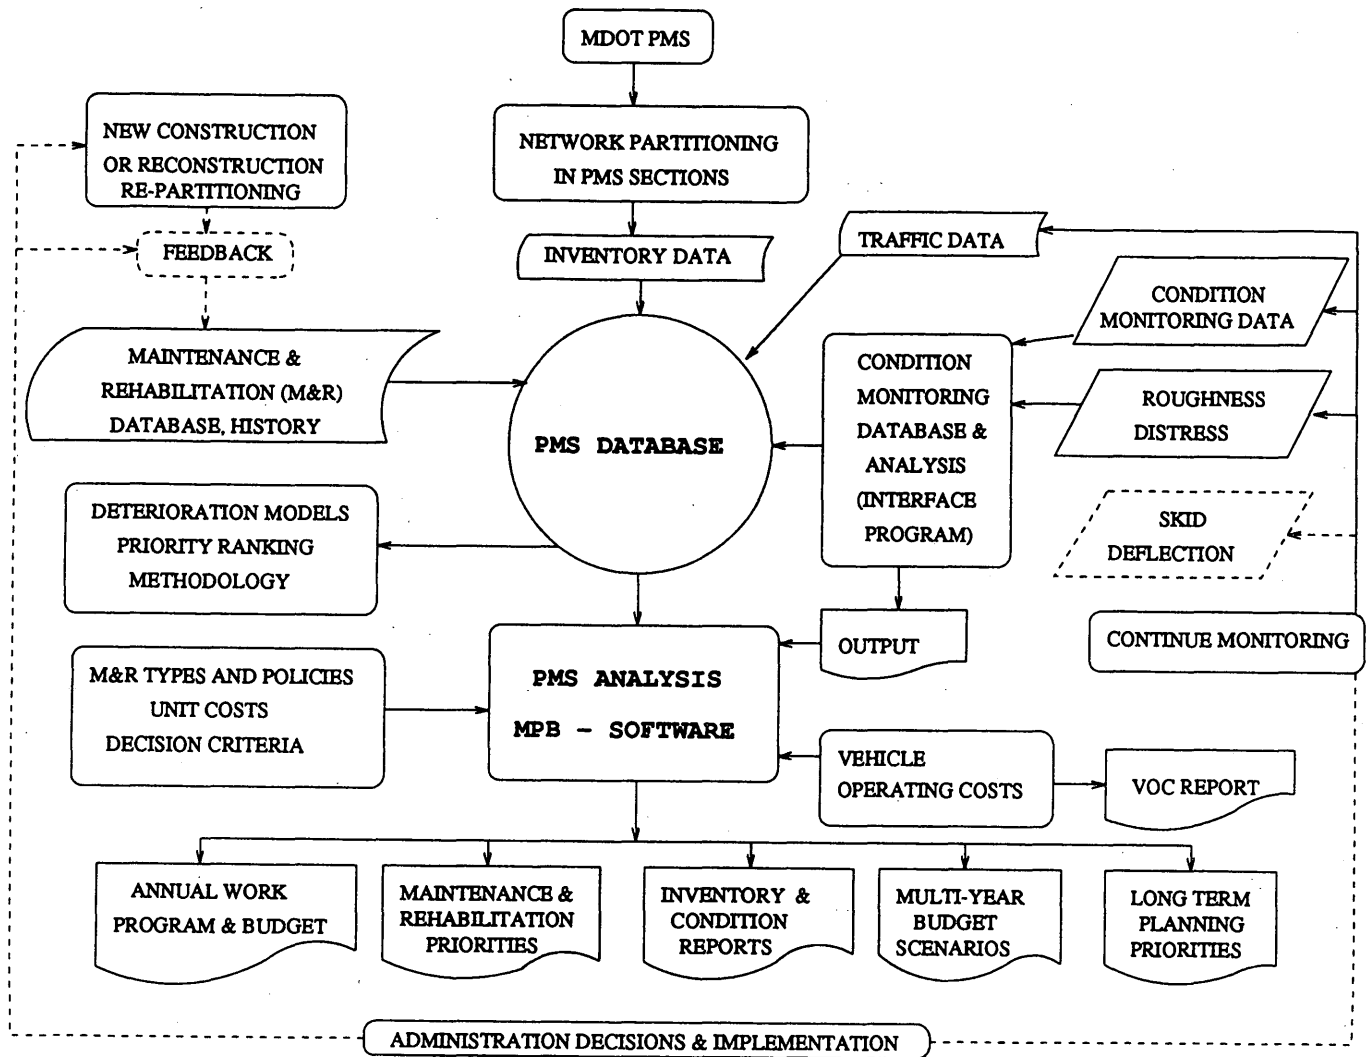 MDOT PMS
NEW CONSTRUCTION
OR RECONSTRUCTION
RE-PARTITIONING
NETWORK PARTITIONING
IN PMS SECTIONS
FEEDBACK
INVENTORY DATA
TRAFFIC DATA
CONDITION
MONITORING DATA
MAINTENANCE &
REHABILITATION (M&R)
DATABASE, HISTORY
PMS DATABASE
CONDITION
MONITORING
DATABASE &
ANALYSIS
(INTERFACE
PROGRAM)
ROUGHNESS
DISTRESS
DETERIORATION MODELS
PRIORITY RANKING
METHODOLOGY
SKID
DEFLECTION
OUTPUT
CONTINUE MONITORING
M&R TYPES AND POLICIES
UNIT COSTS
DECISION CRITERIA
PMS ANALYSIS
MPB - SOFTWARE
VEHICLE
OPERATING COSTS
VOC REPORT
ANNUAL WORK
PROGRAM & BUDGET
MAINTENANCE &
REHABILITATION
PRIORITIES
INVENTORY &
CONDITION
REPORTS
MULTI-YEAR
BUDGET
SCENARIOS
LONG TERM
PLANNING
PRIORITIES
ADMINISTRATION DECISIONS & IMPLEMENTATION